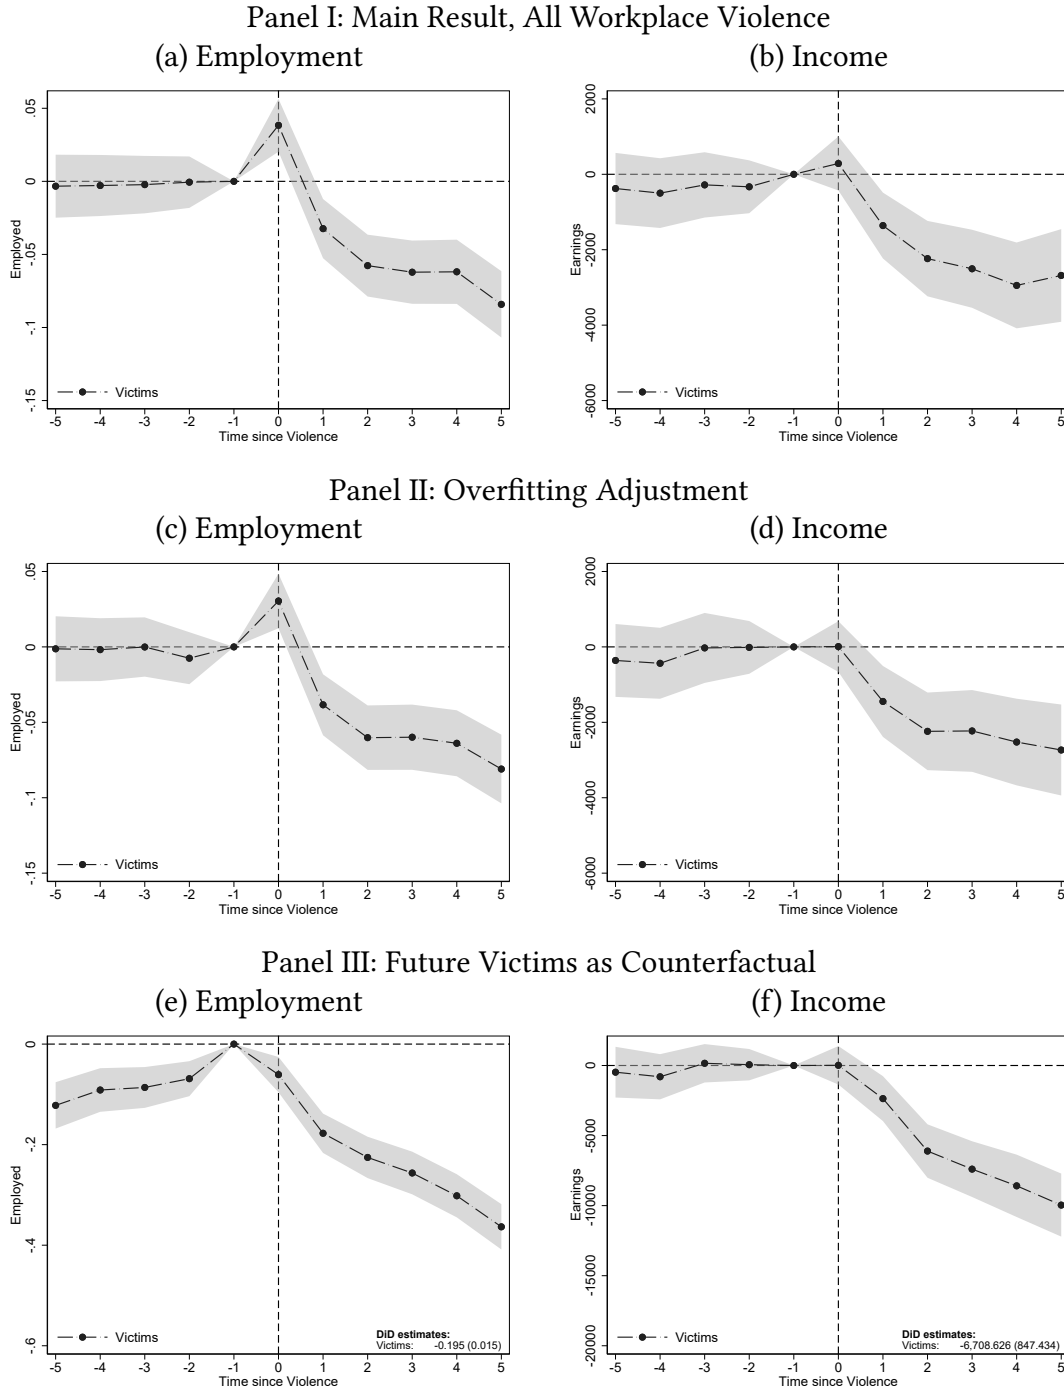 Panel I: Main Result, All Workplace Violence
(a) Employment
(b) Income
.05
0
-.05
-.1
-.15
Employed
Victims
-5 -4 -3 -2 -1 0 1 2 3 4 5
Time since Violence
2000
0
-2000
-4000
-6000
Earnings
Victims
-5 -4 -3 -2 -1 0 1 2 3 4 5
Time since Violence
Panel II: Overfitting Adjustment
(c) Employment
(d) Income
.05
0
-.05
-.1
-.15
Employed
Victims
-5 -4 -3 -2 -1 0 1 2 3 4 5
Time since Violence
2000
0
-2000
-4000
-6000
Earnings
Victims
-5 -4 -3 -2 -1 0 1 2 3 4 5
Time since Violence
Panel III: Future Victims as Counterfactual
(e) Employment
(f) Income
0
-.2
-.4
-.6
Employed
Victims
DiD estimates:
Victims: -0.195 (0.015)
-5 -4 -3 -2 -1 0 1 2 3 4 5
Time since Violence
0
-5000
-10000
-15000
-20000
Earnings
Victims
DiD estimates:
Victims: -6,708.626 (847.434)
-5 -4 -3 -2 -1 0 1 2 3 4 5
Time since Violence